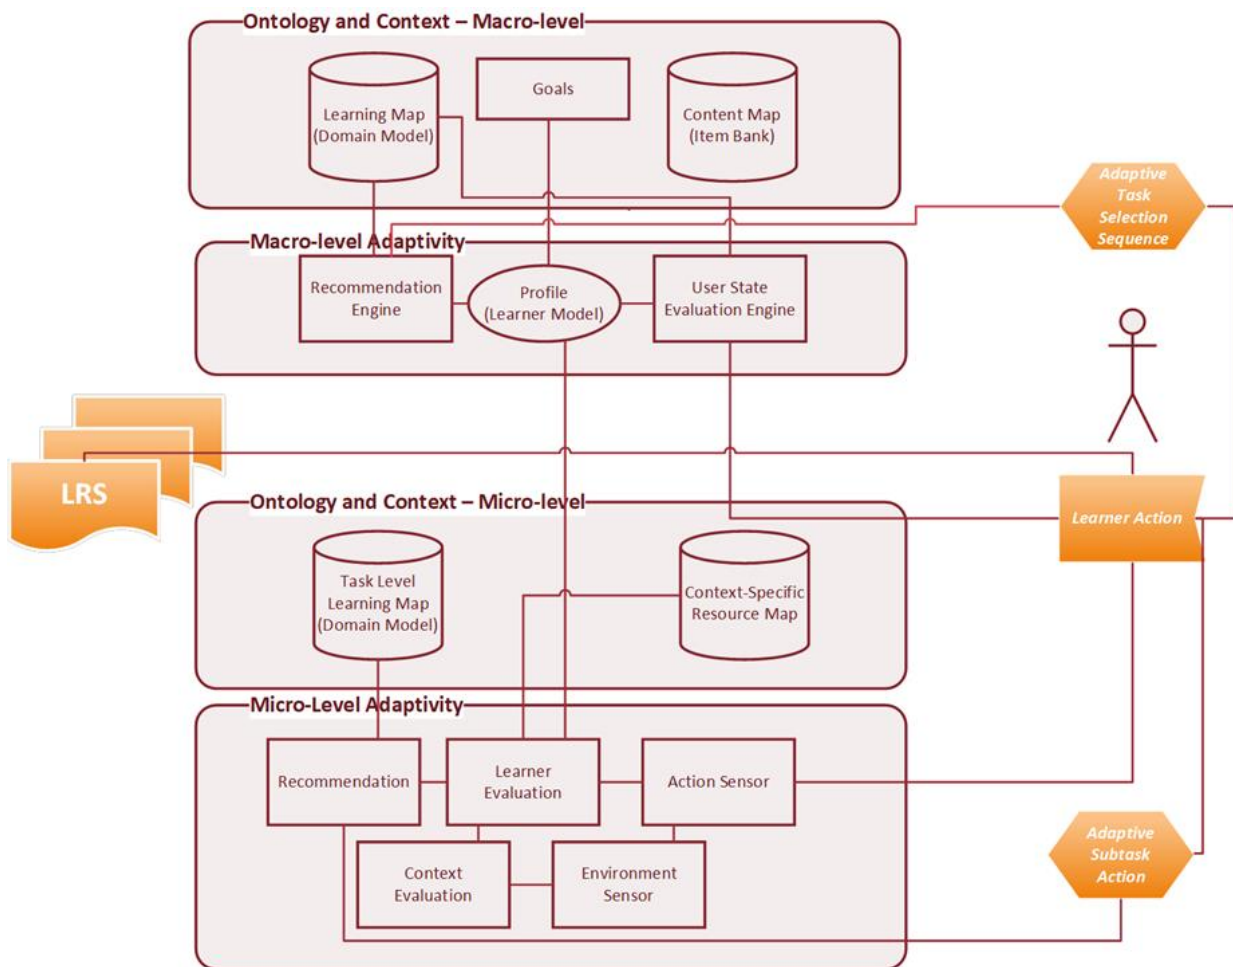 Ontology and Context – Macro-level
Learning Map
(Domain Model)
Goals
Content Map
(Item Bank)
Adaptive
Task
Selection
Sequence
Macro-level Adaptivity
Recommendation
Engine
Profile
(Learner Model)
User State
Evaluation Engine
LRS
Learner Action
Ontology and Context – Micro-level
Task Level
Learning Map
(Domain Model)
Context-Specific
Resource Map
Micro-Level Adaptivity
Recommendation
Learner
Evaluation
Action Sensor
Context
Evaluation
Environment
Sensor
Adaptive
Subtask
Action